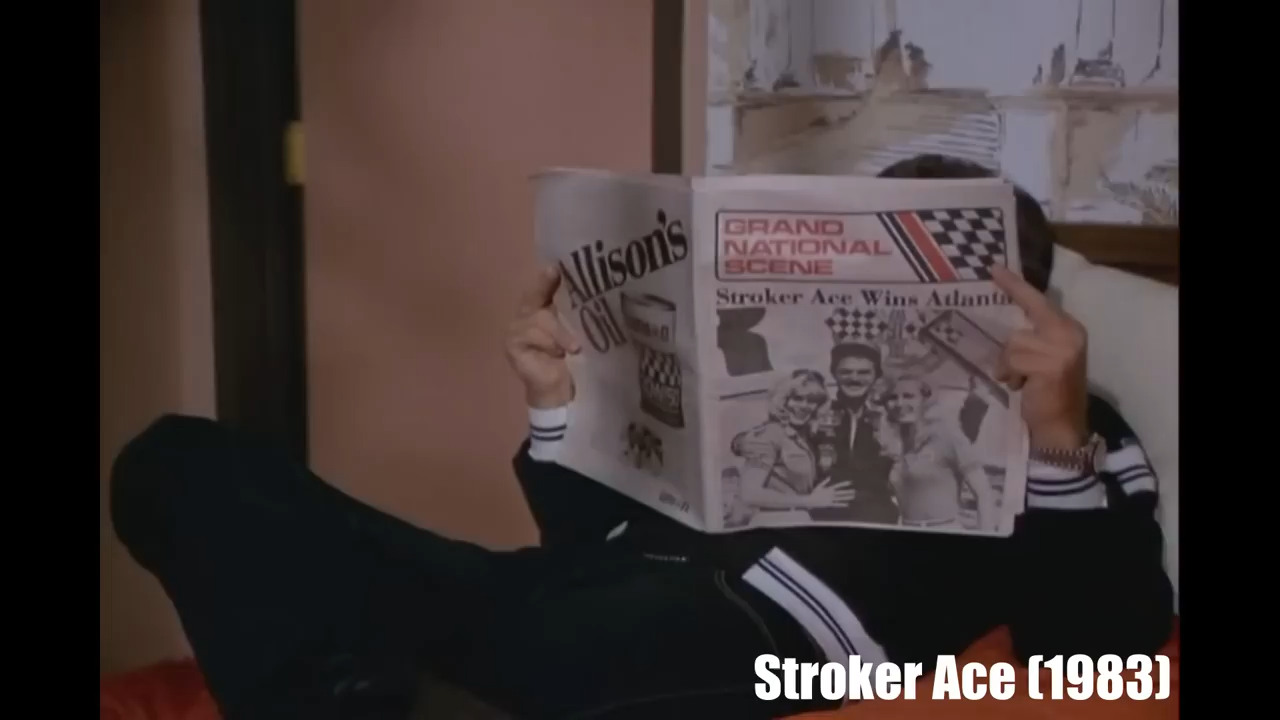 Allison's
Oil
GRAND
NATIONAL
SCENE
Stroker Ace Wins Atlanta
Stroker Ace (1983)